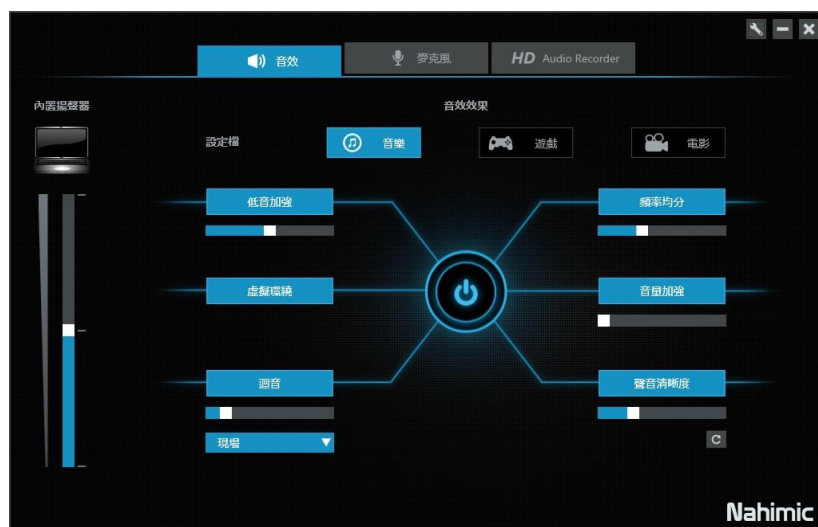 音效
麥克風
HD Audio Recorder
內置揚聲器
音效效果
設定檔
音樂
遊戲
電影
低音加強
頻率均分
虛擬環繞
音量加強
迴音
聲音清晰度
現場
Nahimic